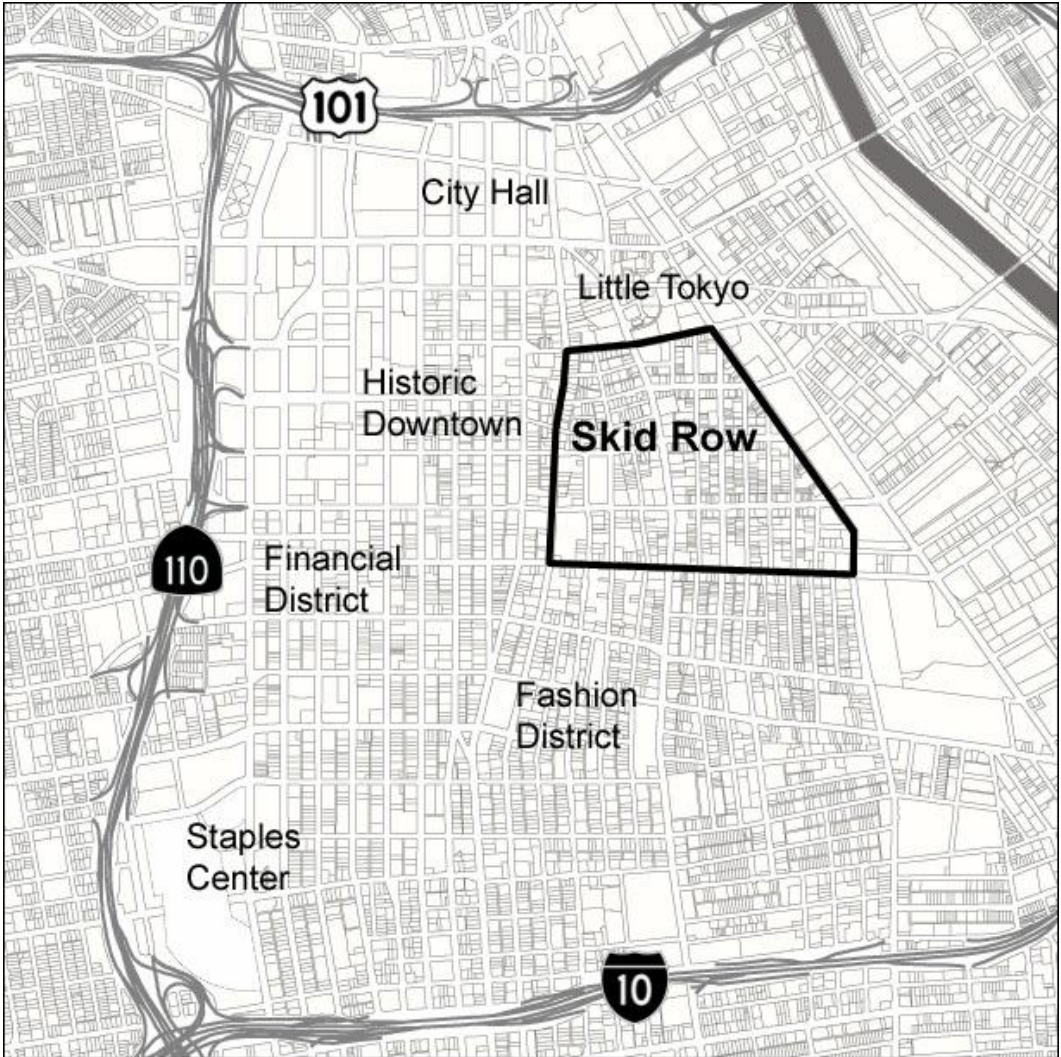 101
City Hall
Little Tokyo
Historic
Downtown
Skid Row
110
Financial
District
Fashion
District
Staples
Center
10